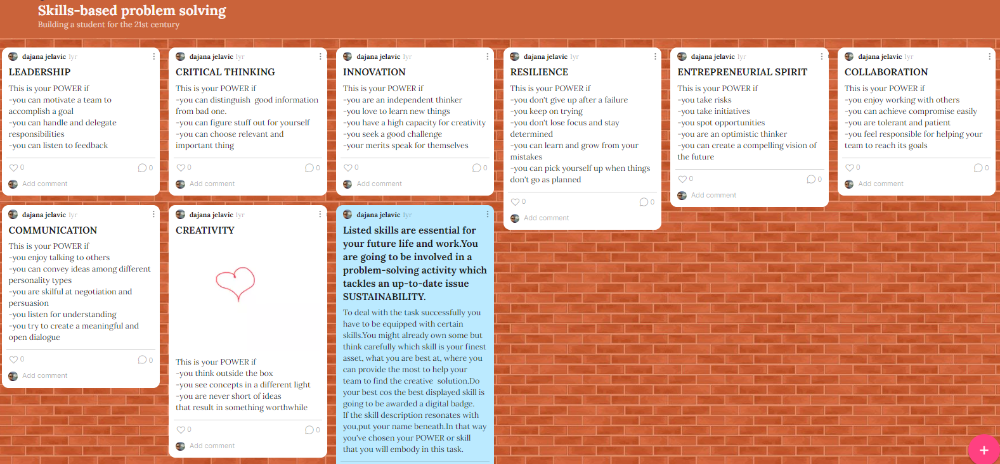 Skills-based problem solving
Building a student for the 21st century
dajana jelavic 1yr
LEADERSHIP
This is your POWER if
-you can motivate a team to
accomplish a goal
-you can handle and delegate
responsibilities
-you can listen to feedback
0
0
Add comment
dajana jelavic 1yr
CRITICAL THINKING
This is your POWER if
-you can distinguish  good information
from bad one.
-you can figure stuff out for yourself
-you can choose relevant and
important thing
0
0
Add comment
dajana jelavic 1yr
INNOVATION
This is your POWER if
-you are an independent thinker
-you love to learn new things
-you have a high capacity for creativity
-you seek a good challenge
-your merits speak for themselves
0
0
Add comment
dajana jelavic 1yr
RESILIENCE
This is your POWER if
-you don't give up after a failure
-you keep on trying
-you don't lose focus and stay
determined
-you can learn and grow from your
mistakes
-you can pick yourself up when things
don't go as planned
0
0
Add comment
dajana jelavic 1yr
ENTREPRENEURIAL SPIRIT
This is your POWER if
-you take risks
-you take initiatives
-you spot opportunities
-you are an optimistic thinker
-you can create a compelling vision of
the future
0
0
Add comment
dajana jelavic 1yr
COLLABORATION
This is your POWER if
-you enjoy working with others
-you can achieve compromise easily
-you are tolerant and patient
-you feel responsible for helping your
team to reach its goals
0
0
Add comment
dajana jelavic 1yr
COMMUNICATION
This is your POWER if
-you enjoy talking to others
-you can convey ideas among different
personality types
-you are skilful at negotiation and
persuasion
-you listen for understanding
-you try to create a meaningful and
open dialogue
0
0
Add comment
dajana jelavic 1yr
CREATIVITY
This is your POWER if
-you think outside the box
-you see concepts in a different light
-you are never short of ideas
that result in something worthwhile
0
0
Add comment
dajana jelavic 1yr
Listed skills are essential for
your future life and work.You
are going to be involved in a
problem-solving activity which
tackles an up-to-date issue
SUSTAINABILITY.
To deal with the task successfully you
have to be equipped with certain
skills.You might already own some but
think carefully which skill is your finest
asset, what you are best at, where you
can provide the most to help your
team to find the creative  solution.Do
your best cos the best displayed skill is
going to be awarded a digital badge.
If the skill description resonates with
you,put your name beneath.In that way
you've chosen your POWER or skill
that you will embody in this task.